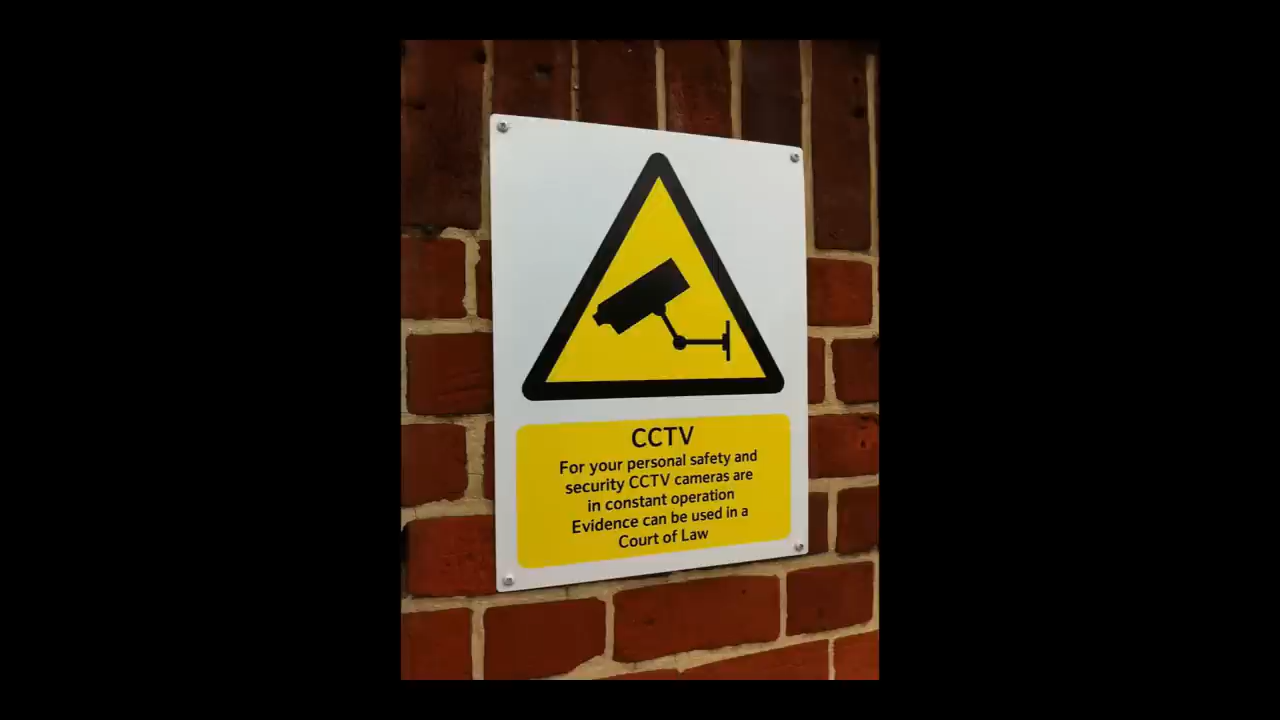 CCTV
For your personal safety and
security CCTV cameras are
in constant operation
Evidence can be used in a
Court of Law